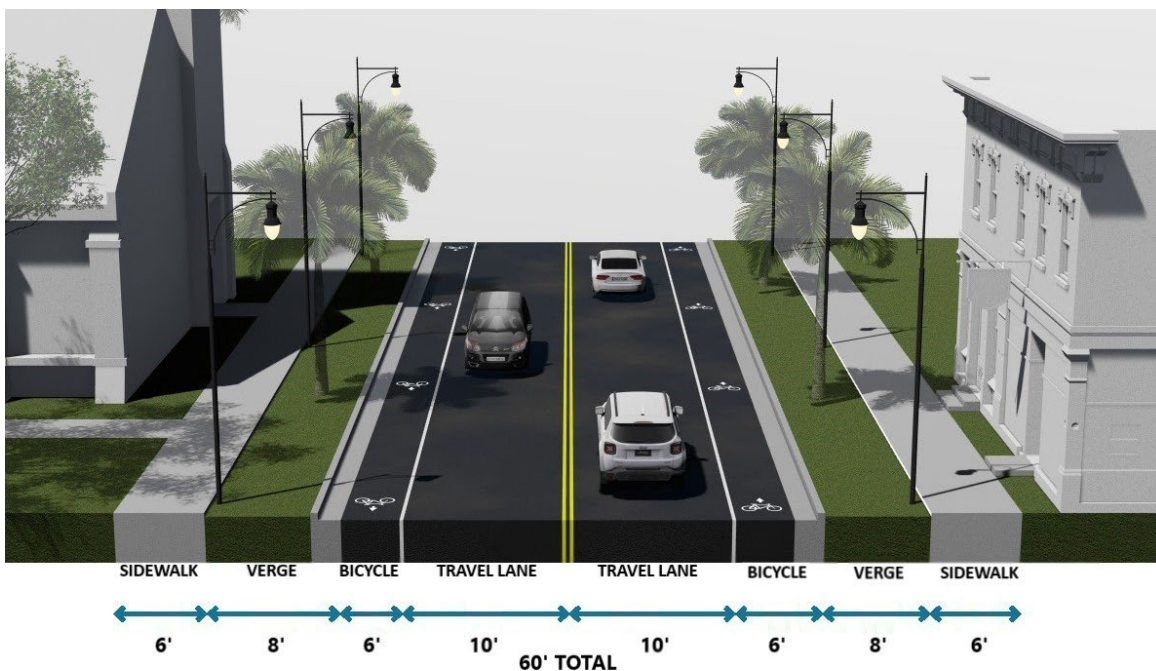 SIDEWALK VERGE BICYCLE TRAVEL LANE TRAVEL LANE BICYCLE VERGE SIDEWALK
6' 8' 6' 10' 10' 6' 8' 6'
60' TOTAL